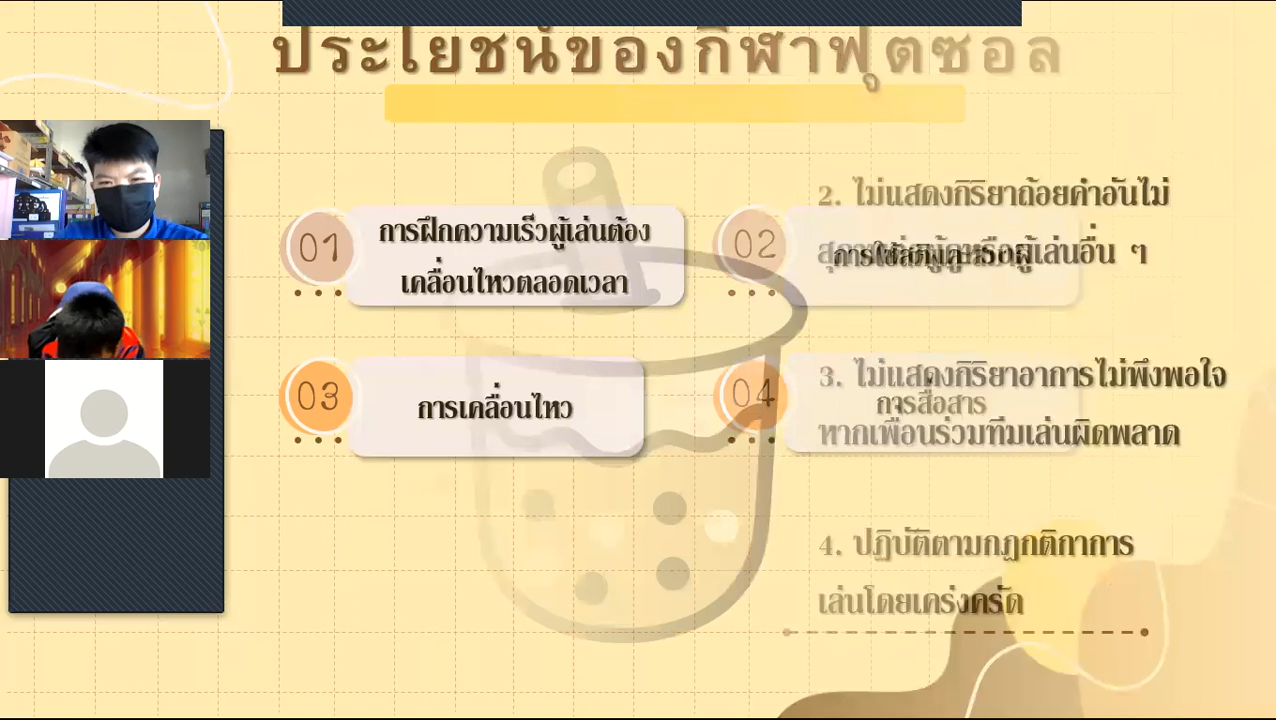 ประโยชน์ของกีฬาฟุตซอล
01
การฝึกความเร็วผู้เล่นต้อง
เคลื่อนไหวตลอดเวลา
02
03
การเคลื่อนไหว
04
การสื่อสาร
2. ไม่แสดงกิริยาถ้อยคำอันไม่
ผู้เล่นอื่น ๆ
3. ไม่แสดงกิริยาอาการไม่พึงพอใจ
หากเพื่อนร่วมทีมเล่นผิดพลาด
4. ปฏิบัติตามกฎกติกาการ
เล่นโดยเคร่งครัด